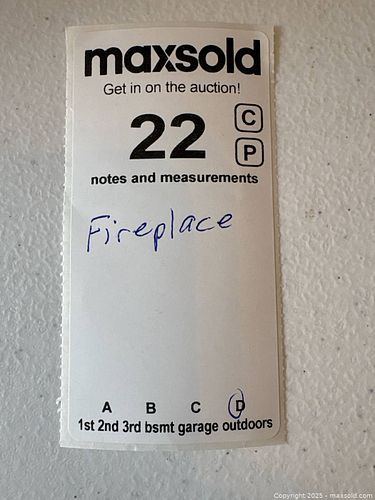 maxsold
Get in on the auction!
22
C
P
notes and measurements
Fireplace
A B C D
1st 2nd 3rd bsmt garage outdoors
Copyright 2025 - maxsold.com